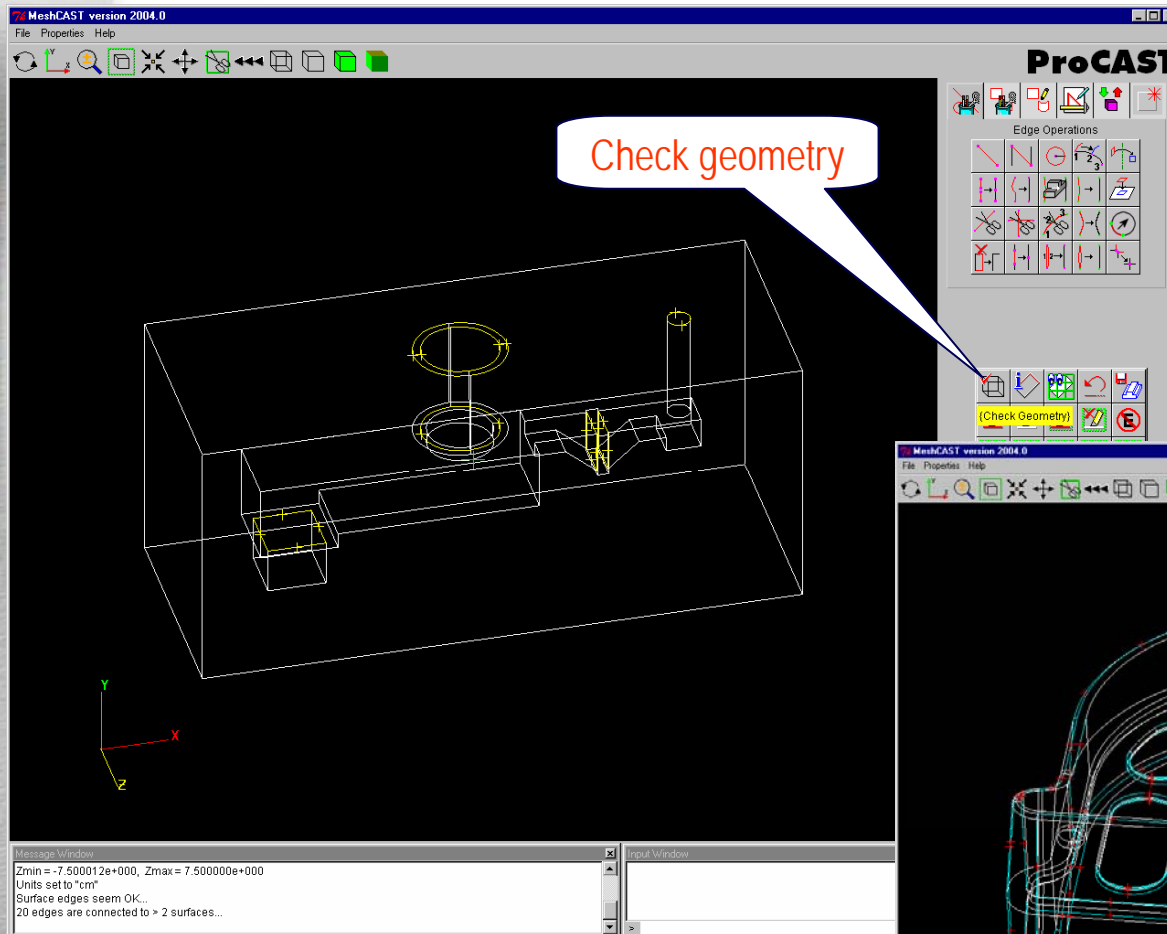 MeshCAST version 2004.0
File Properties Help
ProCAST
Check geometry
Edge Operations
{Check Geometry}
MeshCAST version 2004.0
File Properties Help
Y
X
Z
Message Window
Zmin = -7.500012e+000, Zmax = 7.500000e+000
Units set to "cm"
Surface edges seem OK...
20 edges are connected to > 2 surfaces...
Input Window
>